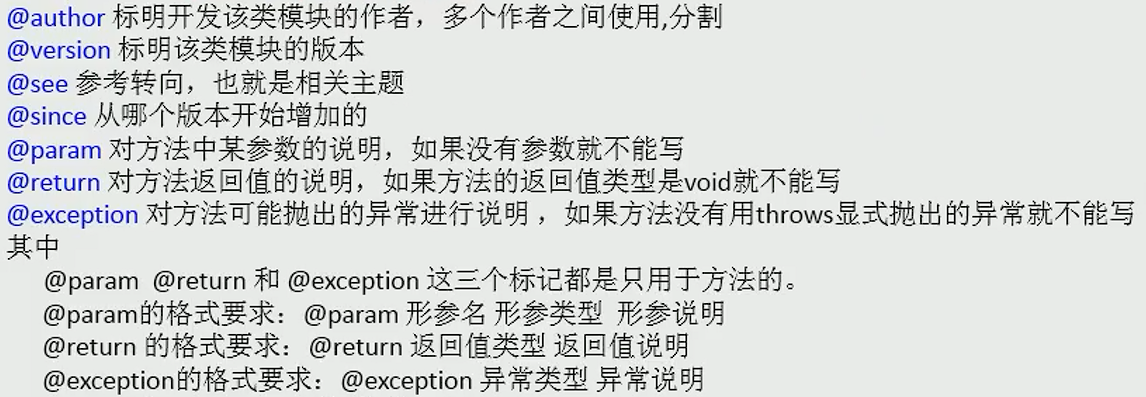 @author 标明开发该类模块的作者，多个作者之间使用,分割
@version 标明该类模块的版本
@see 参考转向，也就是相关主题
@since 从哪个版本开始增加的
@param 对方法中某参数的说明，如果没有参数就不能写
@return 对方法返回值的说明，如果方法的返回值类型是void就不能写
@exception 对方法可能抛出的异常进行说明 ，如果方法没有用throws显式抛出的异常就不能写
其中
@param @return 和 @exception 这三个标记都是只用于方法的。
@param的格式要求：@param 形参名 形参类型 形参说明
@return 的格式要求：@return 返回值类型 返回值说明
@exception的格式要求：@exception 异常类型 异常说明